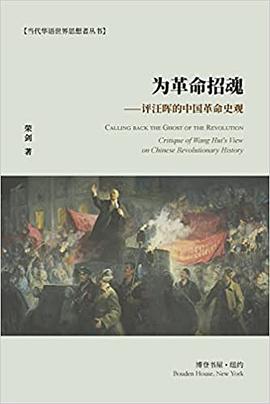 【当代华语世界思想者丛书】
为革命招魂
——评汪晖的中国革命史观
荣剑 著
CALLING BACK THE GHOST OF THE REVOLUTION
Critique of Wang Hui's View
on Chinese Revolutionary History
博登书屋·纽约
Bouden House, New York